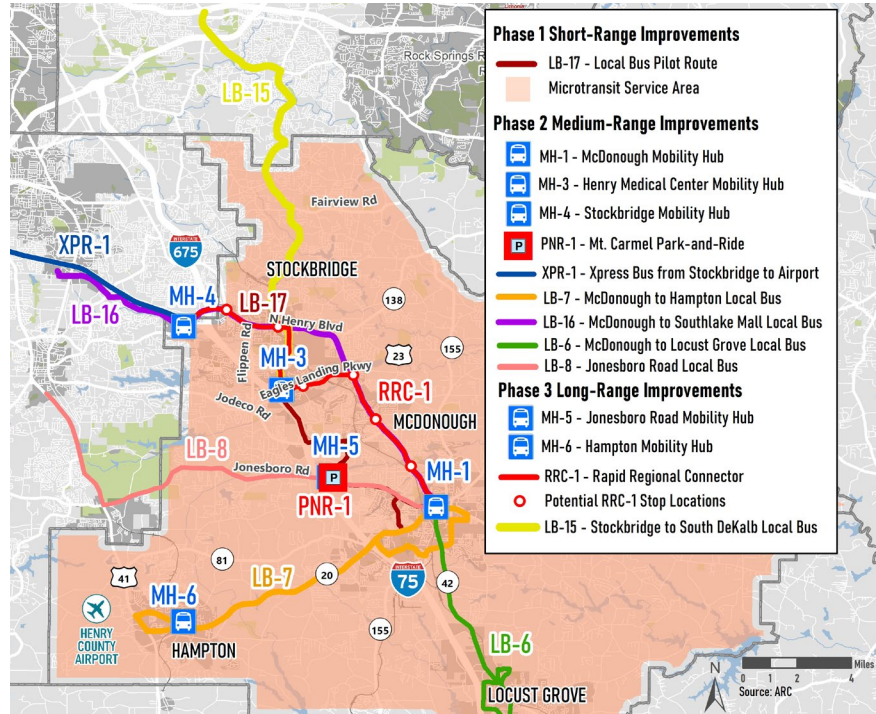 Rock Springs R
Phase 1 Short-Range Improvements
LB-17 - Local Bus Pilot Route
Microtransit Service Area
Phase 2 Medium-Range Improvements
MH-1 - McDonough Mobility Hub
MH-3 - Henry Medical Center Mobility Hub
MH-4 - Stockbridge Mobility Hub
P
PNR-1 - Mt. Carmel Park-and-Ride
XPR-1 - Xpress Bus from Stockbridge to Airport
LB-7 - McDonough to Hampton Local Bus
LB-16 - McDonough to Southlake Mall Local Bus
LB-6 - McDonough to Locust Grove Local Bus
LB-8 - Jonesboro Road Local Bus
Phase 3 Long-Range Improvements
MH-5 - Jonesboro Road Mobility Hub
MH-6 - Hampton Mobility Hub
RRC-1 - Rapid Regional Connector
Potential RRC-1 Stop Locations
LB-15 - Stockbridge to South DeKalb Local Bus
LB-15
Fairview Rd
XPR-1
INTERSTATE
675
STOCKBRIDGE
138
LB-16
MH-4
LB-17
N Henry Blvd
Flippen Rd
US
23
155
MH-3
Eagles Landing Pkwy
RRC-1
Jodeco Rd
MCDONOUGH
MH-5
LB-8
Jonesboro Rd
P
MH-1
PNR-1
81
20
LB-7
INTERSTATE
75
42
US
41
MH-6
155
HENRY
COUNTY
AIRPORT
HAMPTON
LB-6
LOCUST GROVE
N
Miles
0 1 2 4
Source: ARC